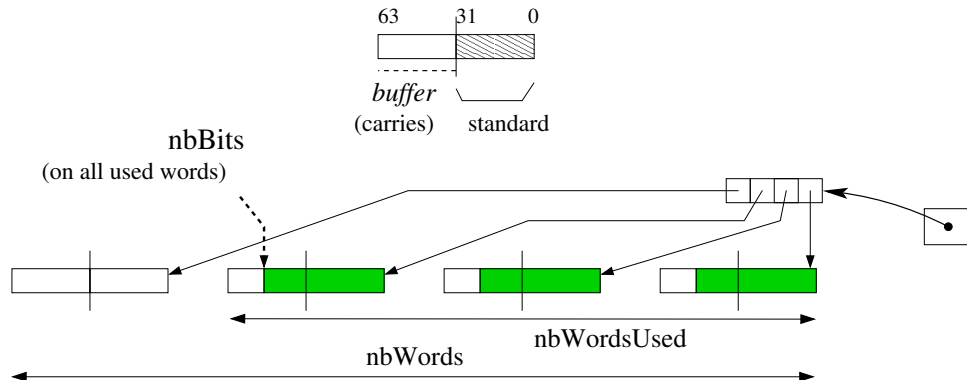 63 31 0
buffer
(carries) standard
nbBits
(on all used words)
nbWordsUsed
nbWords